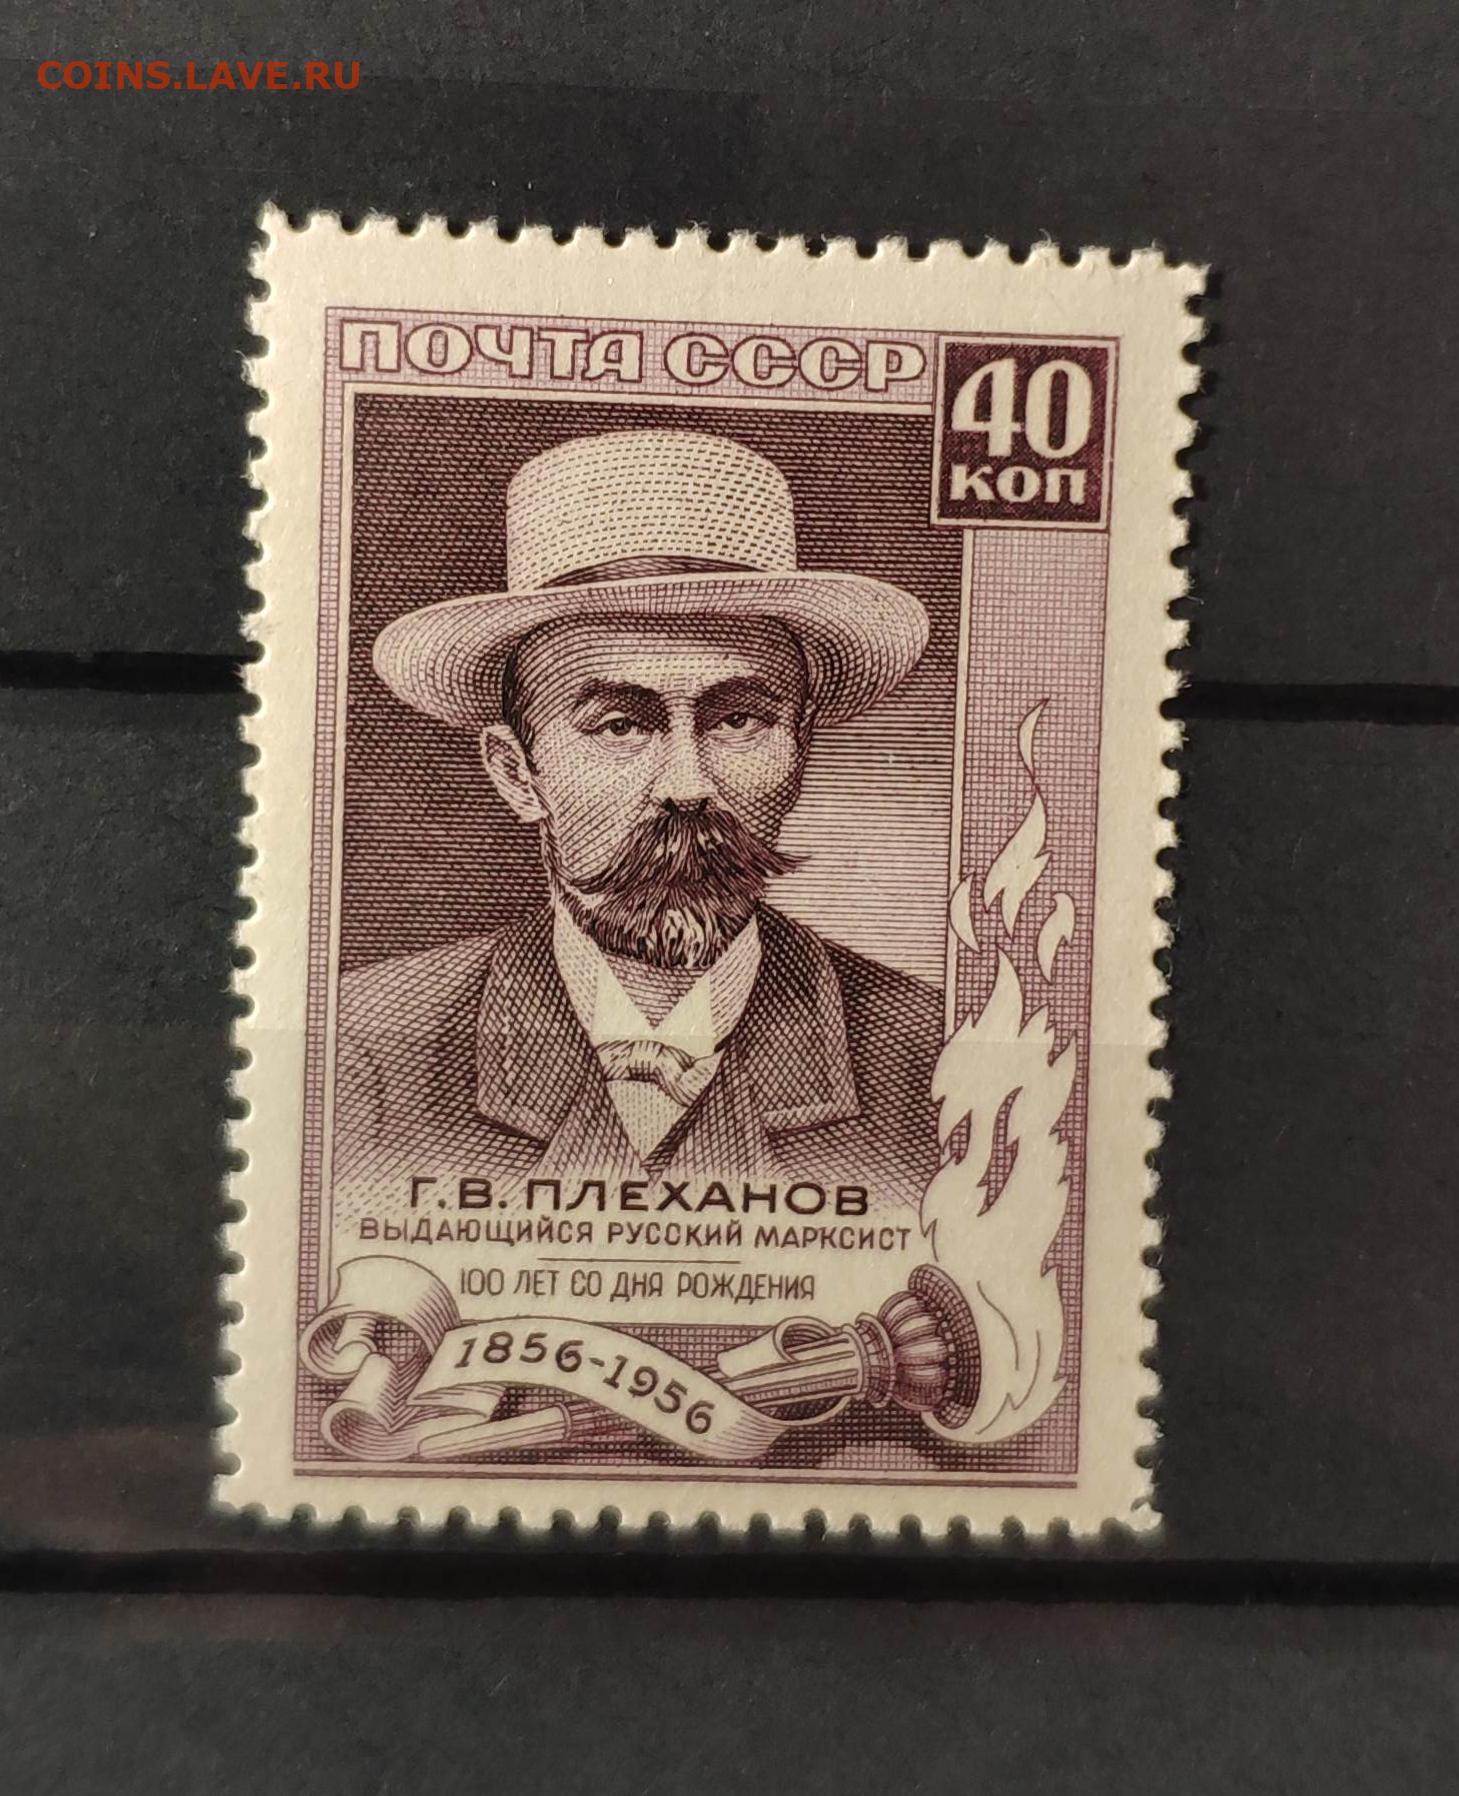 COINS.LAVE.RU
ПОЧТА СССР
40
КОП
Г.В. ПЛЕХАНОВ
ВЫДАЮЩИЙСЯ РУССКИЙ МАРКСИСТ
100 ЛЕТ СО ДНЯ РОЖДЕНИЯ
1856-1956